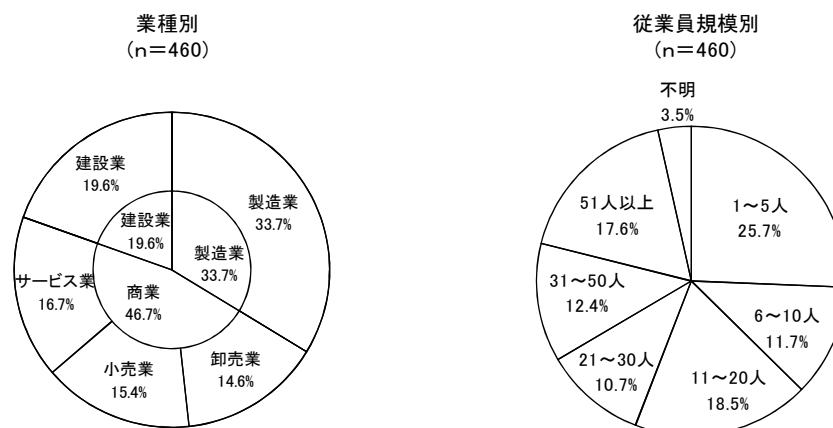 業種別
（n＝460）
建設業
19.6%
製造業
33.7%
建設業
19.6%
製造業
33.7%
サービス業
16.7%
商業
46.7%
小売業
15.4%
卸売業
14.6%
従業員規模別
（n＝460）
不明
3.5%
51人以上
17.6%
1～5人
25.7%
31～50人
12.4%
6～10人
11.7%
21～30人
10.7%
11～20人
18.5%